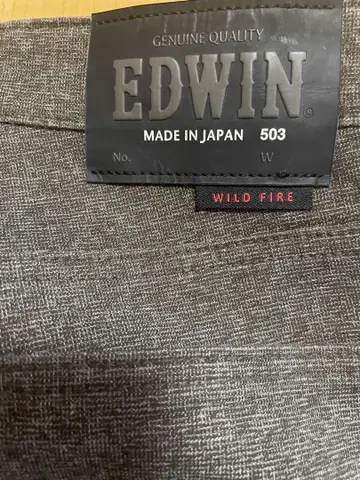 GENUINE QUALITY
EDWIN®
MADE IN JAPAN 503
No. W
WILD FIRE